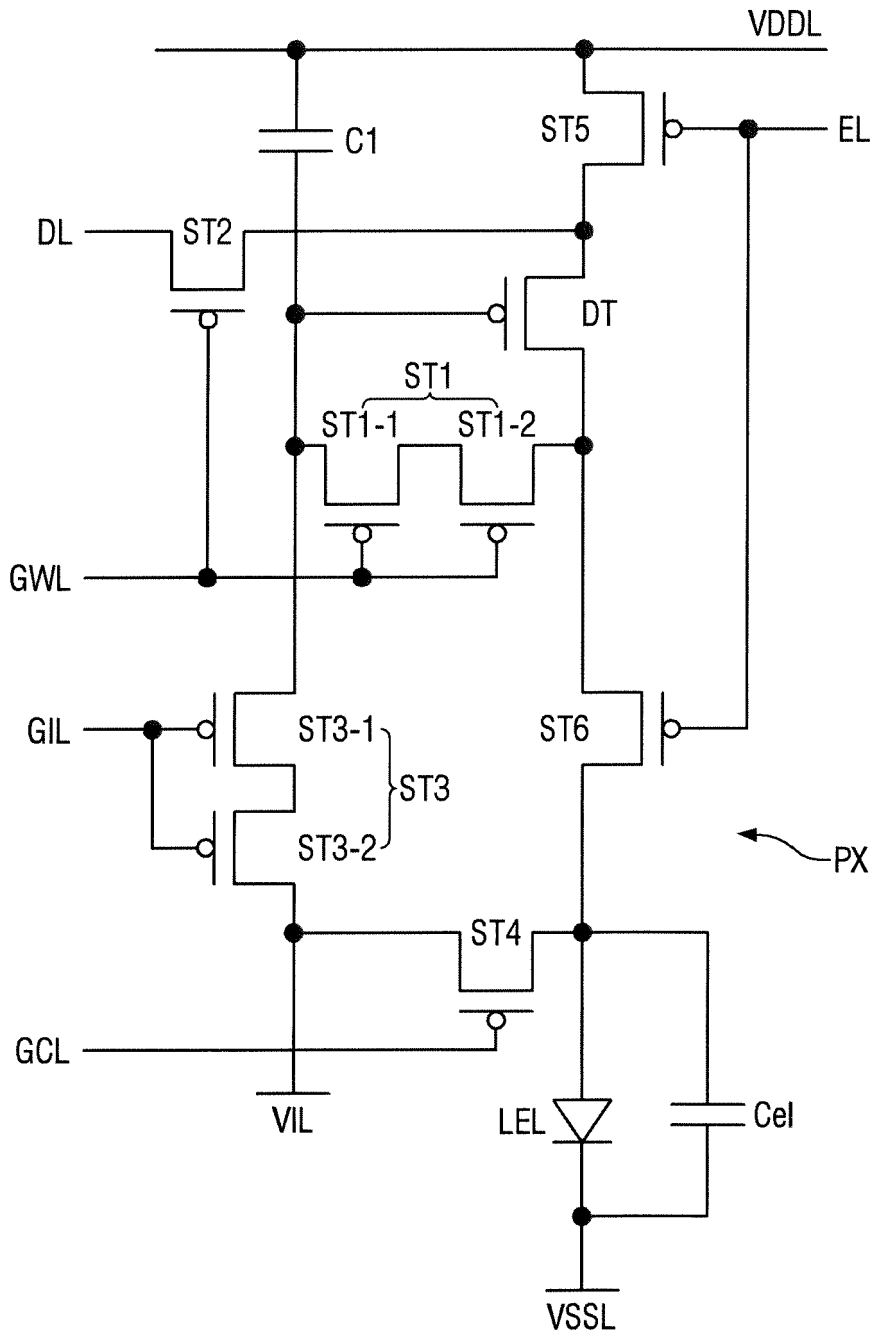 VDDL
C1
ST5
EL
DL
ST2
DT
ST1
ST1-1
ST1-2
GWL
GIL
ST3-1
ST3
ST3-2
ST6
PX
ST4
GCL
VIL
LEL
Cel
VSSL